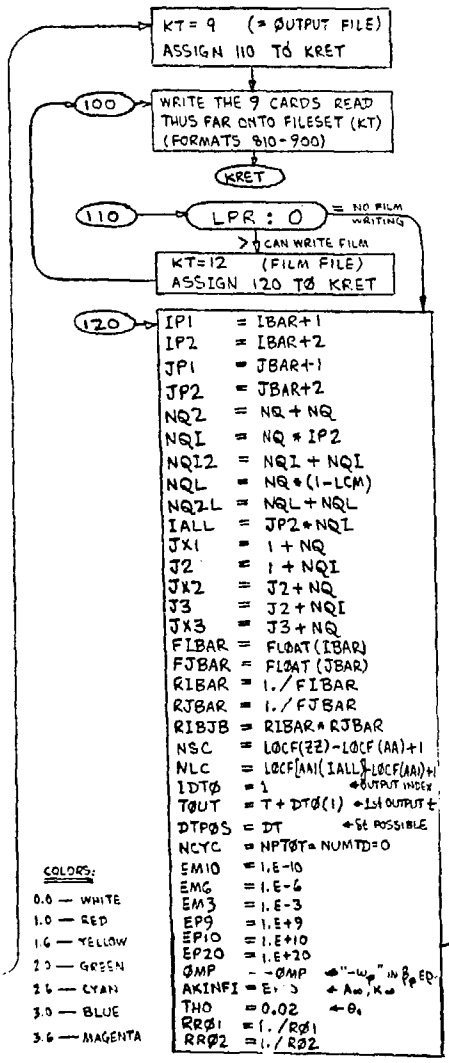 KT = 9 (= ØUTPUT FILE)
ASSIGN 110 TØ KRET
100
WRITE THE 9 CARDS READ
THUS FAR ONTO FILESET (KT)
(FORMATS 810-900)
KRET
110
LPR : 0
= NO FILM
WRITING
> CAN WRITE FILM
KT=12 (FILM FILE)
ASSIGN 120 TØ KRET
120
IP1 = IBAR+1
IP2 = IBAR+2
JP1 = JBAR+1
JP2 = JBAR+2
NQ2 = NQ + NQ
NQI = NQ * IP2
NQI2 = NQI + NQI
NQL = NQ*(1-LCM)
NQ2L = NQL + NQL
IALL = JP2*NQI
JX1 = 1 + NQ
J2 = 1 + NQI
JX2 = J2 + NQ
J3 = J2 + NQI
JX3 = J3 + NQ
FIBAR = FLØAT(IBAR)
FJBAR = FLØAT(JBAR)
RIBAR = 1./FIBAR
RJBAR = 1./FJBAR
RIBJB = RIBAR*RJBAR
NSC = LØCF(ZZ)-LØCF(AA)+1
NLC = LØCF[AA1(IALL)]-LØCF(AA1)+1
IDTØ = 1 ←ØUTPUT INDEX
TØUT = T + DTØ(1) ←1st OUTPUT t
DTPØS = DT ←δt POSSIBLE
NCYC = NPTØT = NUMTD=0
EM10 = 1.E-10
EM6 = 1.E-6
EM3 = 1.E-3
EP9 = 1.E+9
EP10 = 1.E+10
EP20 = 1.E+20
ØMP = -ØMP
AKINFI =
THO = 0.02
RRØ1 = 1./RØ1
RRØ2 = 1./RØ2
COLORS:
0.0 — WHITE
1.0 — RED
1.6 — YELLOW
2.0 — GREEN
2.6 — CYAN
3.0 — BLUE
3.6 — MAGENTA